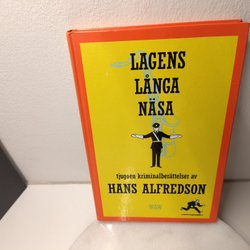 LAGENS
LÅNGA
NÄSA
tjugoen kriminalberättelser av
HANS ALFREDSON
W&W